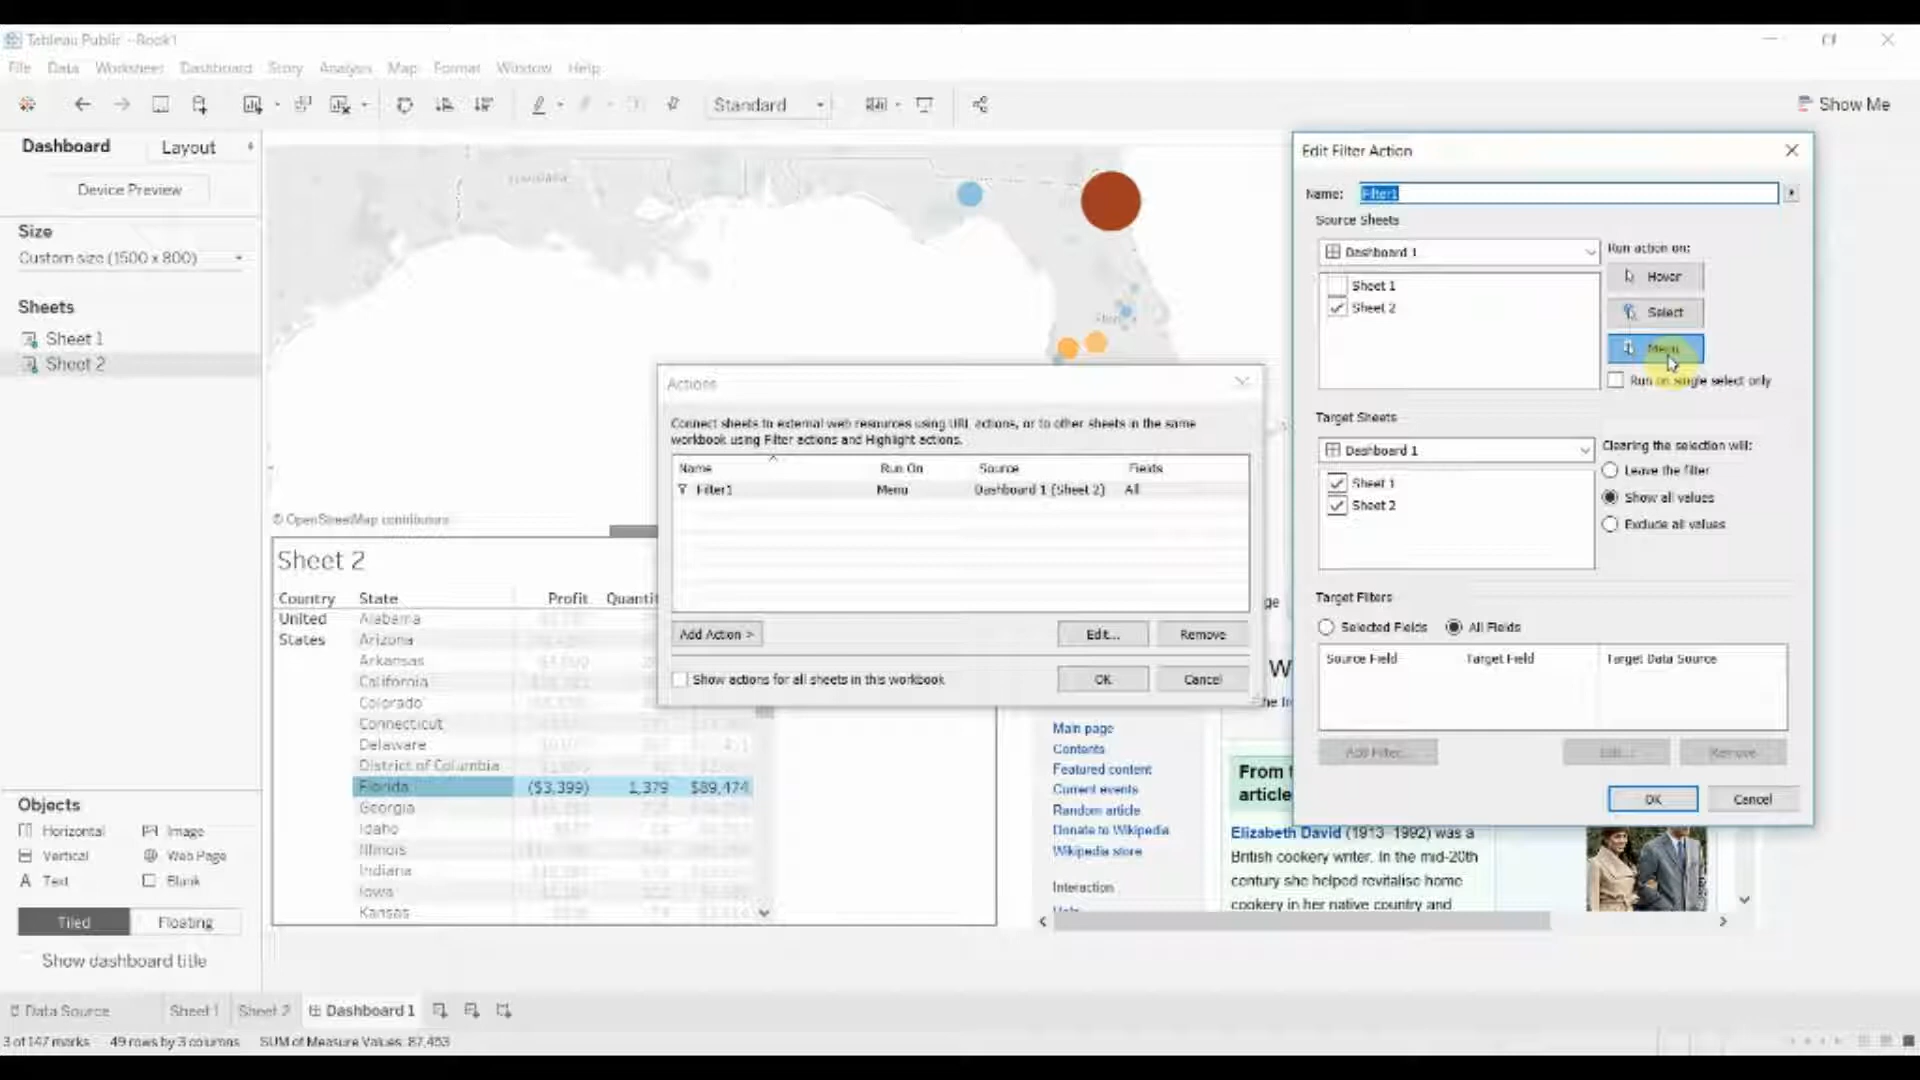 Tableau Public - Book1
File Data Worksheet Dashboard Story Analysis Map Format Window Help
Standard
Show Me
Dashboard
Layout
Device Preview
Size
Custom size (1500 x 800)
Sheets
Sheet 1
Sheet 2
Objects
Horizontal
Image
Vertical
Web Page
Text
Blank
Tiled
Floating
Show dashboard title
Louisiana
© OpenStreetMap contributors
Sheet 2
Country State Profit
United
States
Alabama
Arizona
Arkansas
California
Colorado
Connecticut
Delaware
District of Columbia
Florida ($3,399) 1,379 $89,474
Georgia
Idaho
Illinois
Indiana
Iowa
Kansas
Actions
Connect sheets to external web resources using URL actions, or to other sheets in the same
workbook using Filter actions and Highlight actions.
Name Run On Source Fields
Filter1 Menu Dashboard 1 (Sheet 2) All
Add Action >
Edit...
Remove
Show actions for all sheets in this workbook
OK
Cancel
Main page
Contents
Featured content
Current events
Random article
Donate to Wikipedia
Wikipedia store
Interaction
Help
article
Elizabeth David (1913–1992) was a
British cookery writer. In the mid-20th
century she helped revitalise home
cookery in her native country and
Edit Filter Action
Name: Filter1
Source Sheets
Dashboard 1
Sheet 1
Sheet 2
Run action on:
Hover
Select
Menu
Run on single select only
Target Sheets
Dashboard 1
Sheet 1
Sheet 2
Clearing the selection will:
Leave the filter
Show all values
Exclude all values
Target Filters
Selected Fields
All Fields
Source Field Target Field Target Data Source
Add Filter...
Edit...
Remove
OK
Cancel
Data Source
Sheet 1
Sheet 2
Dashboard 1
3 of 147 marks 49 rows by 3 columns SUM of Measure Values: 87,453